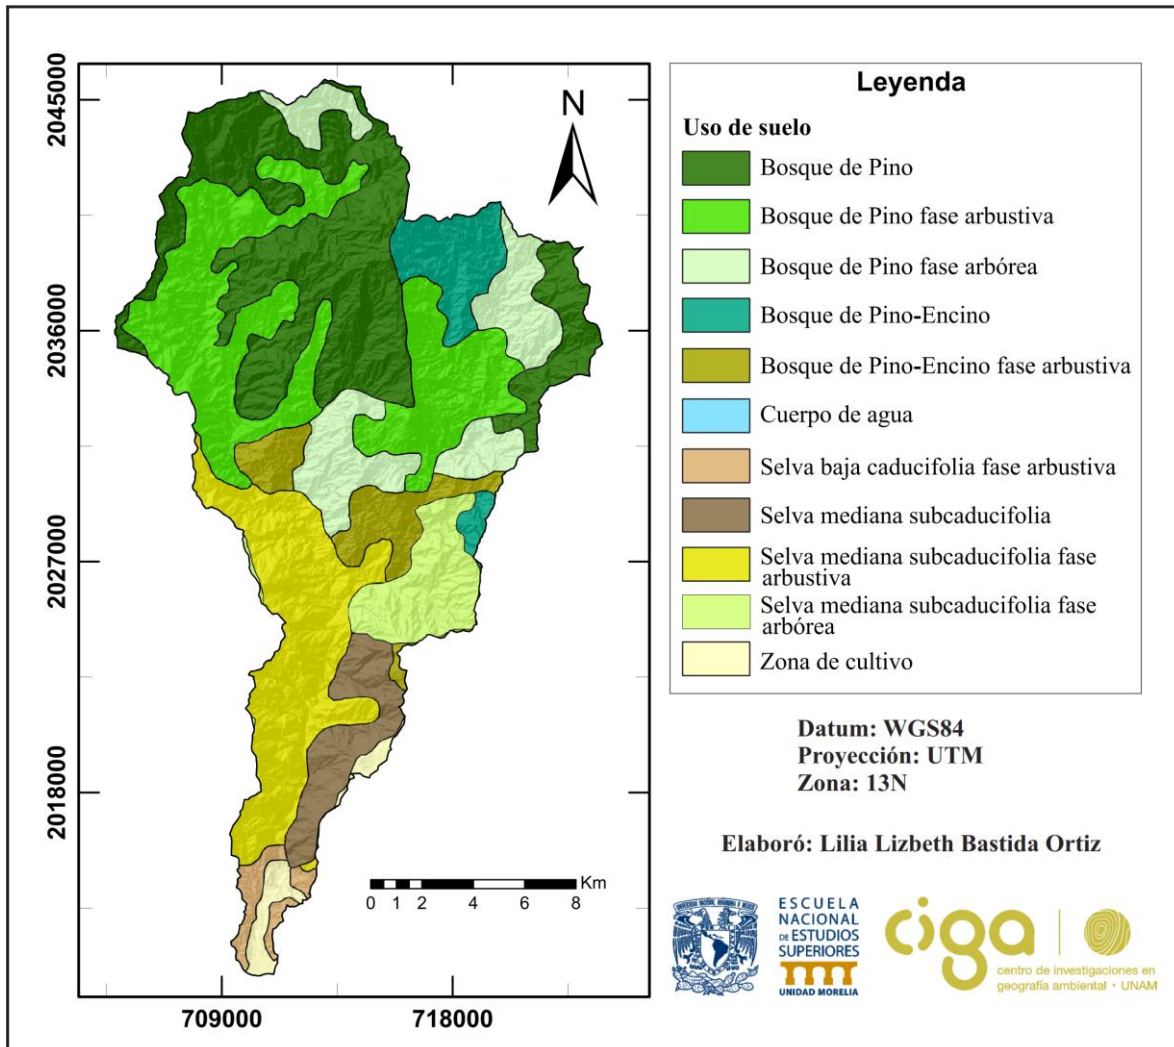 2045000
2036000
2027000
2018000
709000
718000
N
Km
0 1 2 4 6 8
Leyenda
Uso de suelo
Bosque de Pino
Bosque de Pino fase arbustiva
Bosque de Pino fase arbórea
Bosque de Pino-Encino
Bosque de Pino-Encino fase arbustiva
Cuerpo de agua
Selva baja caducifolia fase arbustiva
Selva mediana subcaducifolia
Selva mediana subcaducifolia fase
arbustiva
Selva mediana subcaducifolia fase
arbórea
Zona de cultivo
Datum: WGS84
Proyección: UTM
Zona: 13N
Elaboró: Lilia Lizbeth Bastida Ortiz
ESCUELA
NACIONAL
DE ESTUDIOS
SUPERIORES
UNIDAD MORELIA
ciga
centro de investigaciones en
geografía ambiental · UNAM